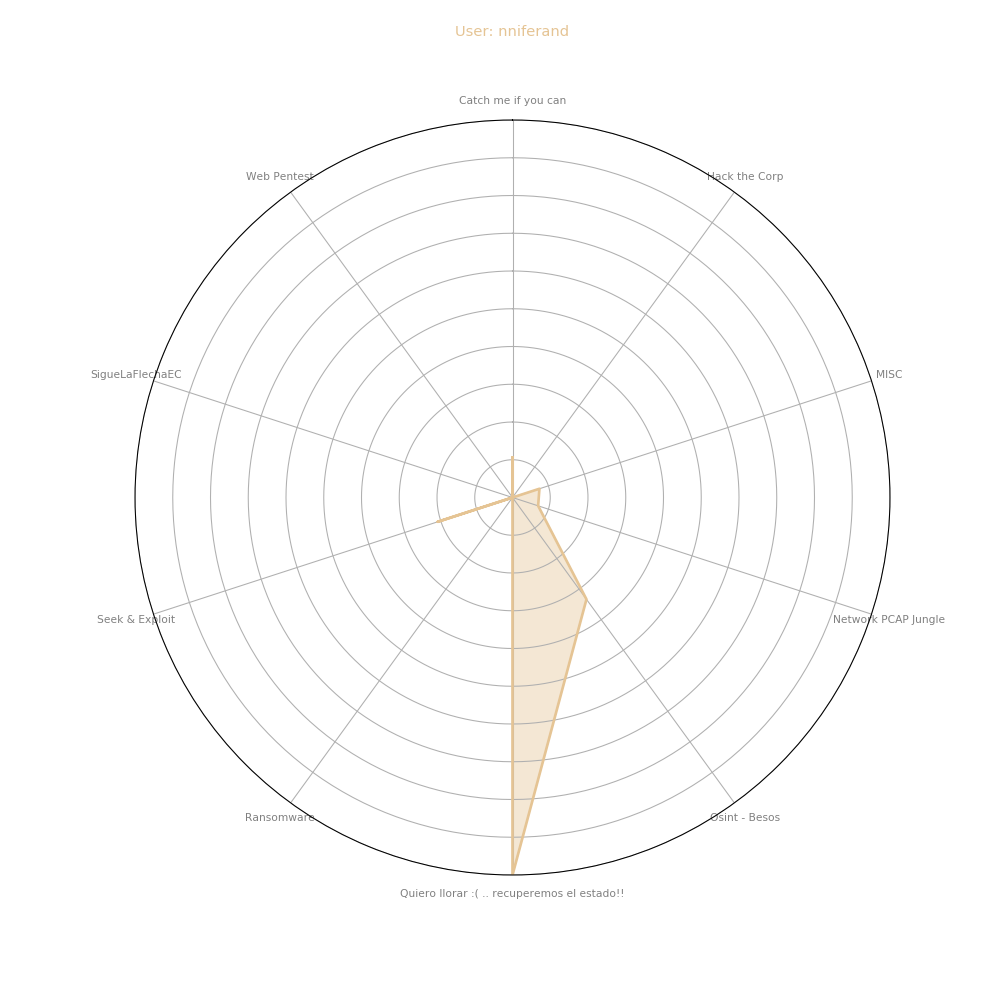 User: nniferand
Catch me if you can
Web Pentest
Hack the Corp
SigueLaFlechaEC
MISC
Seek & Exploit
Network PCAP Jungle
Ransomware
Osint - Besos
Quiero llorar :( .. recuperemos el estado!!